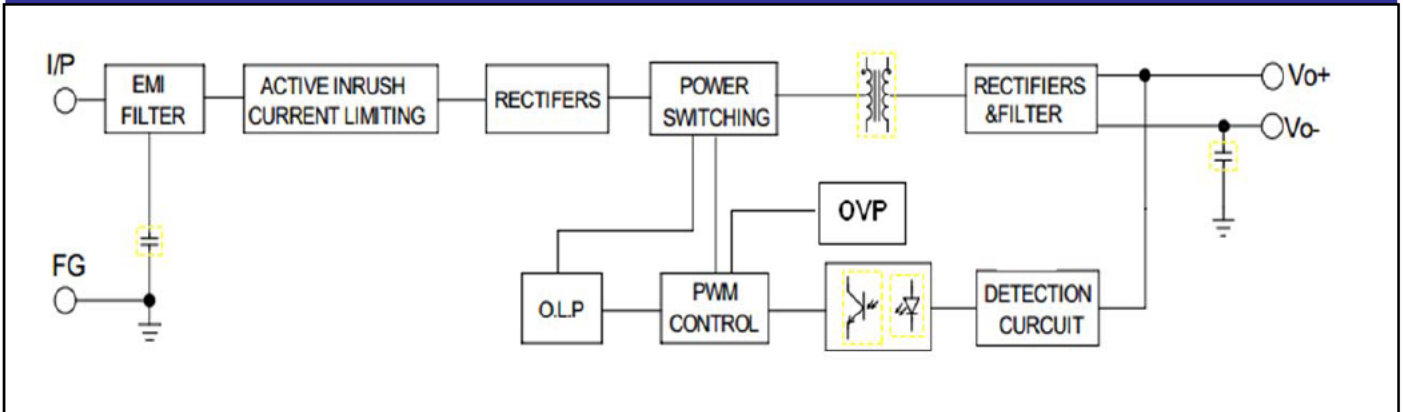 I/P
EMI
FILTER
ACTIVE INRUSH
CURRENT LIMITING
RECTIFERS
POWER
SWITCHING
RECTIFIERS
&FILTER
Vo+
Vo-
OVP
FG
O.L.P
PWM
CONTROL
DETECTION
CURCUIT